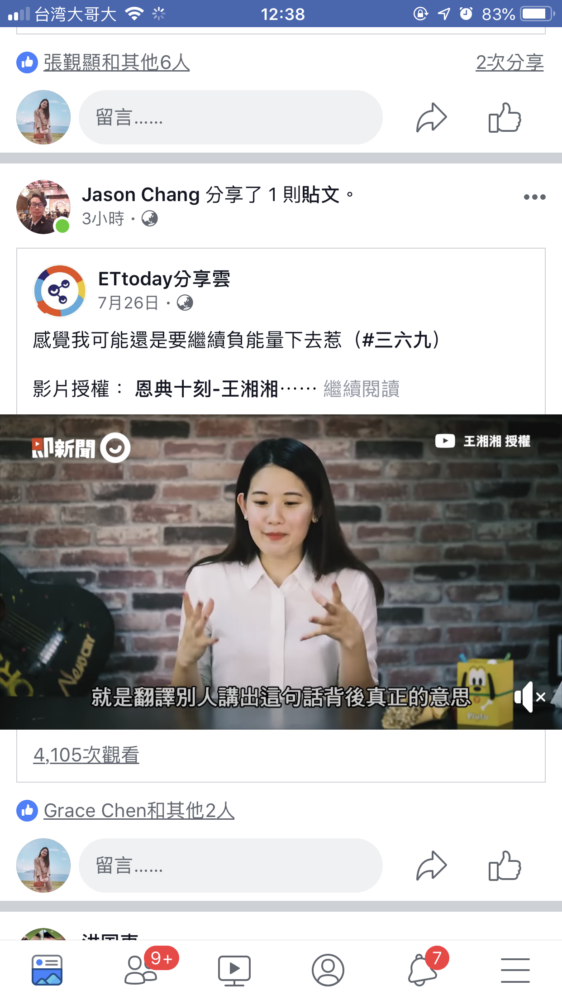 台湾大哥大 12:38 83%
張覲顯和其他6人 2次分享
留言......
Jason Chang 分享了 1 則貼文。
3小時 ·
ETtoday分享雲
7月26日 ·
感覺我可能還是要繼續負能量下去惹（#三六九）
影片授權： 恩典十刻-王湘湘⋯⋯ 繼續閱讀
即新聞 王湘湘 授權
Newsky
就是翻譯別人講出這句話背後真正的意思
Pluto
4,105次觀看
Grace Chen和其他2人
留言......
9+ 7